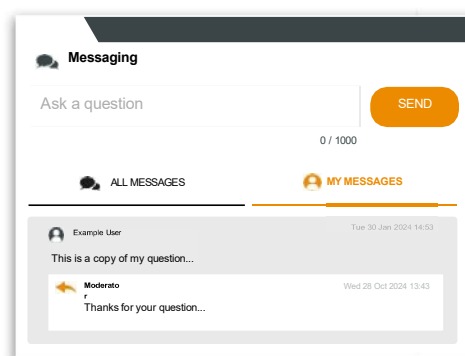 Messaging
Ask a question
SEND
0 / 1000
ALL MESSAGES
MY MESSAGES
Example User
Tue 30 Jan 2024 14:53
This is a copy of my question...
Moderato
r
Wed 28 Oct 2024 13:43
Thanks for your question...